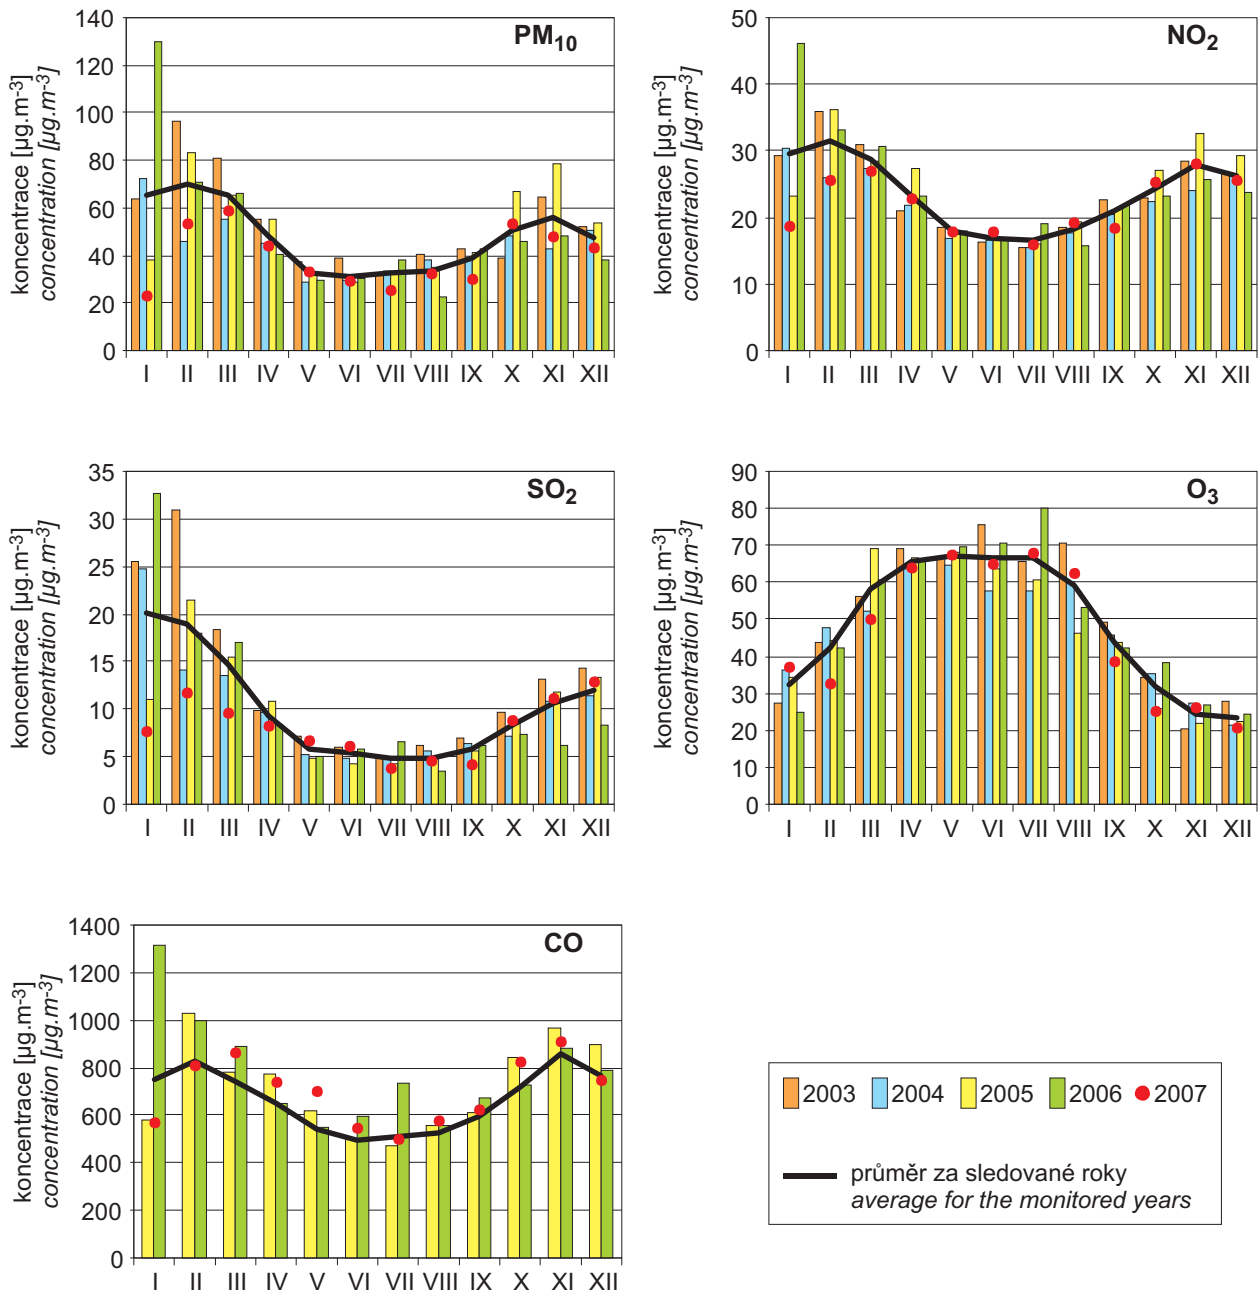 PM10
koncentrace [µg.m-3]
concentration [µg.m-3]
140
120
100
80
60
40
20
0
I II III IV V VI VII VIII IX X XI XII
NO2
koncentrace [µg.m-3]
concentration [µg.m-3]
50
40
30
20
10
0
I II III IV V VI VII VIII IX X XI XII
SO2
koncentrace [µg.m-3]
concentration [µg.m-3]
35
30
25
20
15
10
5
0
I II III IV V VI VII VIII IX X XI XII
O3
koncentrace [µg.m-3]
concentration [µg.m-3]
90
80
70
60
50
40
30
20
10
0
I II III IV V VI VII VIII IX X XI XII
CO
koncentrace [µg.m-3]
concentration [µg.m-3]
1400
1200
1000
800
600
400
200
0
I II III IV V VI VII VIII IX X XI XII
2003 2004 2005 2006 2007
průměr za sledované roky
average for the monitored years